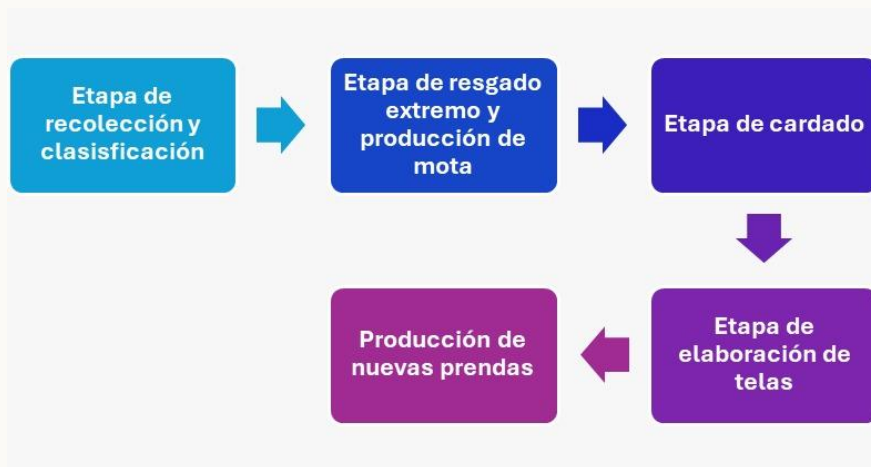 Etapa de
recolección y
clasisficación
Etapa de resgado
extremo y
producción de
mota
Etapa de cardado
Etapa de
elaboración de
telas
Producción de
nuevas prendas